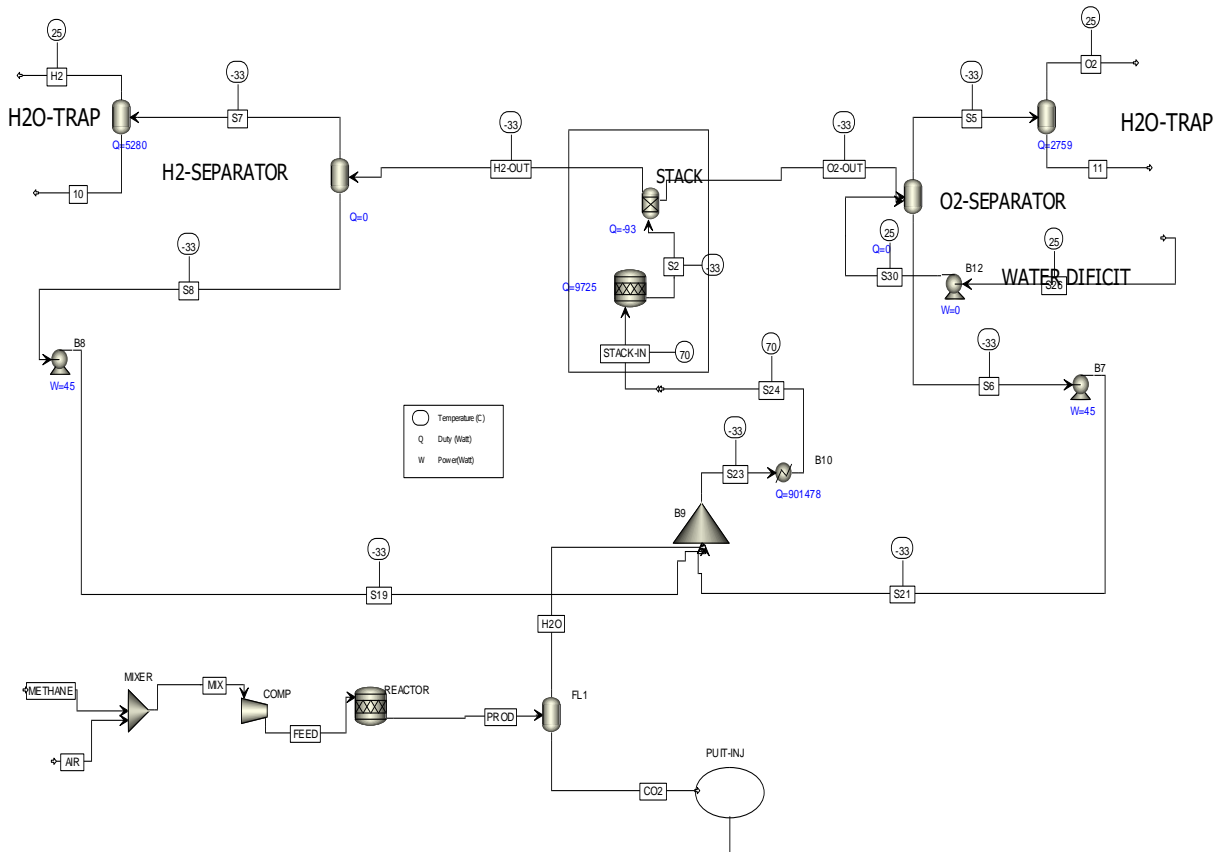 25
H2
-33
S7
H2O-TRAP
Q=5280
10
H2-SEPARATOR
Q=0
-33
H2-OUT
STACK
Q=-93
S2
-33
Q=9725
STACK-IN
70
-33
O2-OUT
-33
S5
25
O2
H2O-TRAP
Q=2759
11
O2-SEPARATOR
25
Q=0
S30
B12
W=0
25
WATER DIFICIT
S26
-33
S8
B8
W=45
70
S24
-33
S6
B7
W=45
Temperature (C)
Q Duty (Watt)
W Power(Watt)
-33
S23
B10
Q=901478
B9
-33
S19
-33
S21
H2O
METHANE
MIXER
MIX
COMP
FEED
REACTOR
PROD
FL1
AIR
CO2
PUIT-INJ